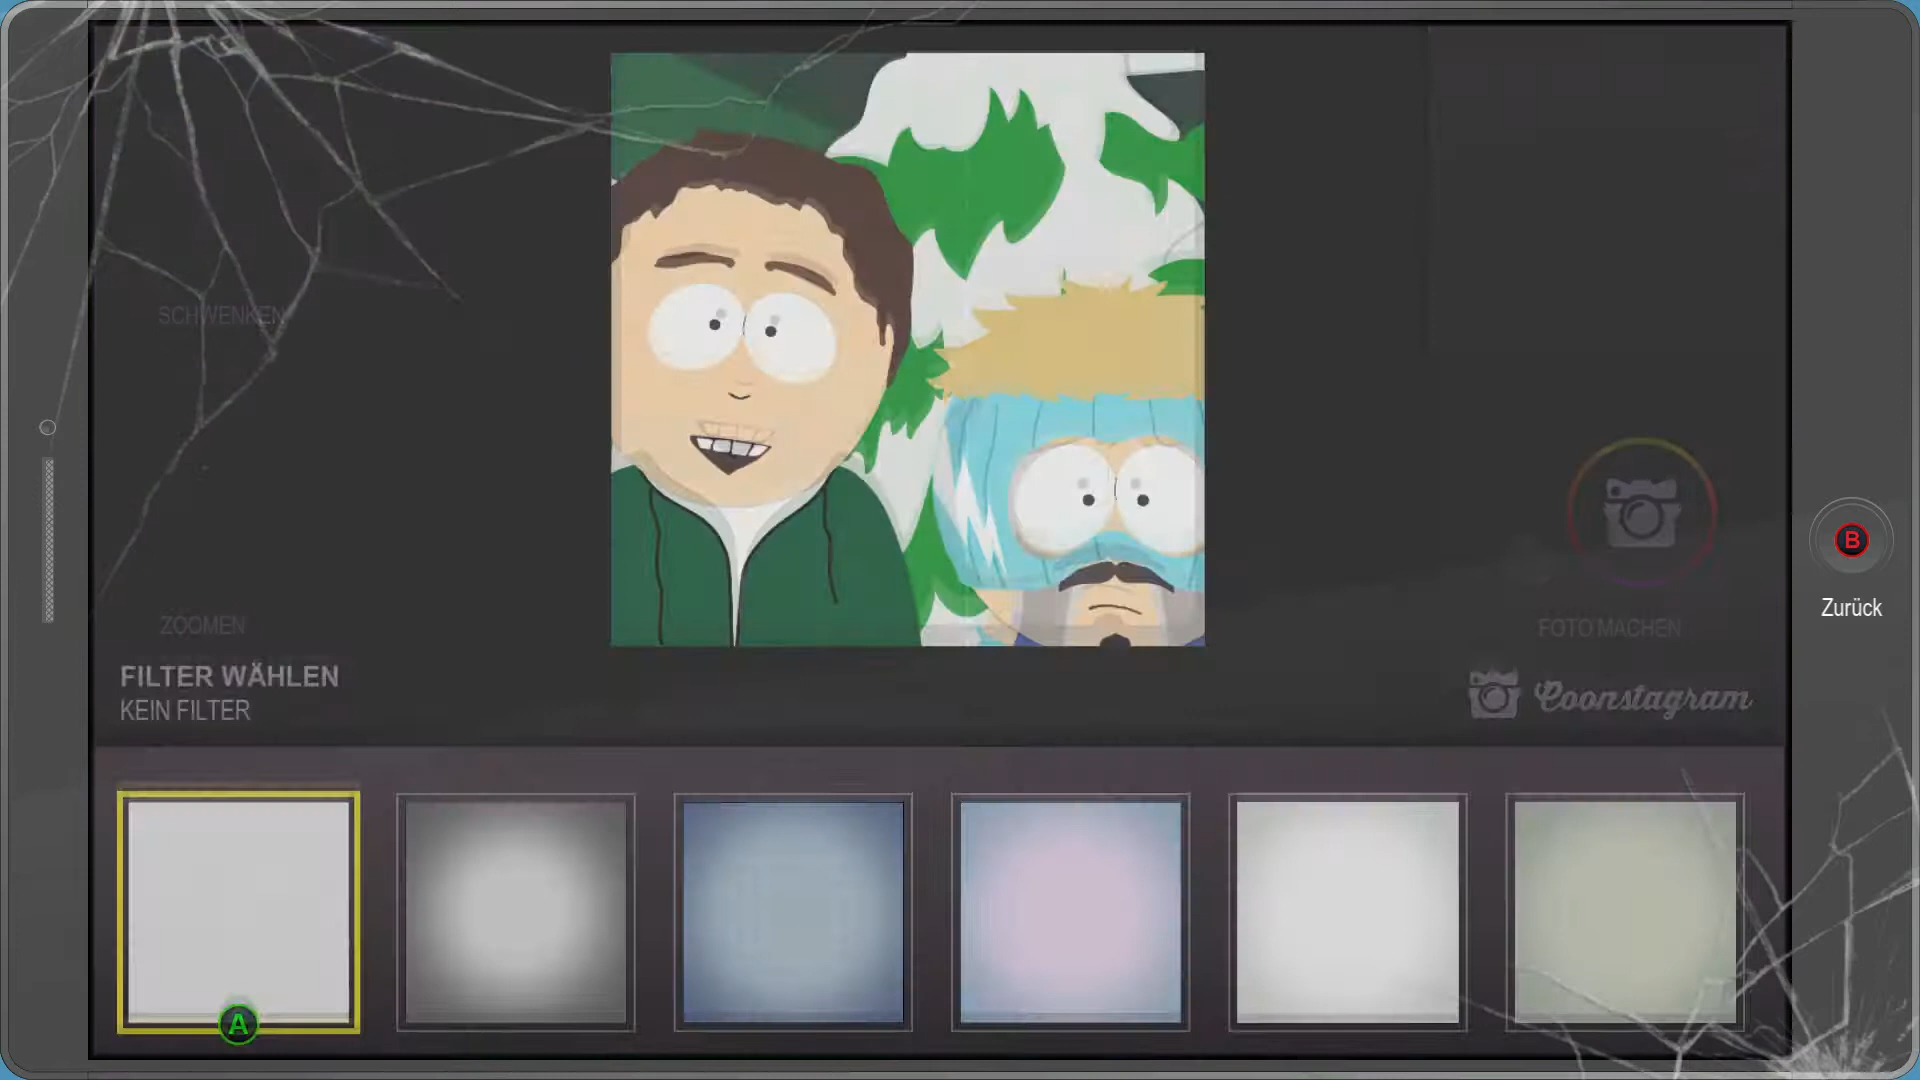 SCHWENKEN
ZOOMEN
FILTER WÄHLEN
KEIN FILTER
FOTO MACHEN
Coonstagram
B
Zurück
A